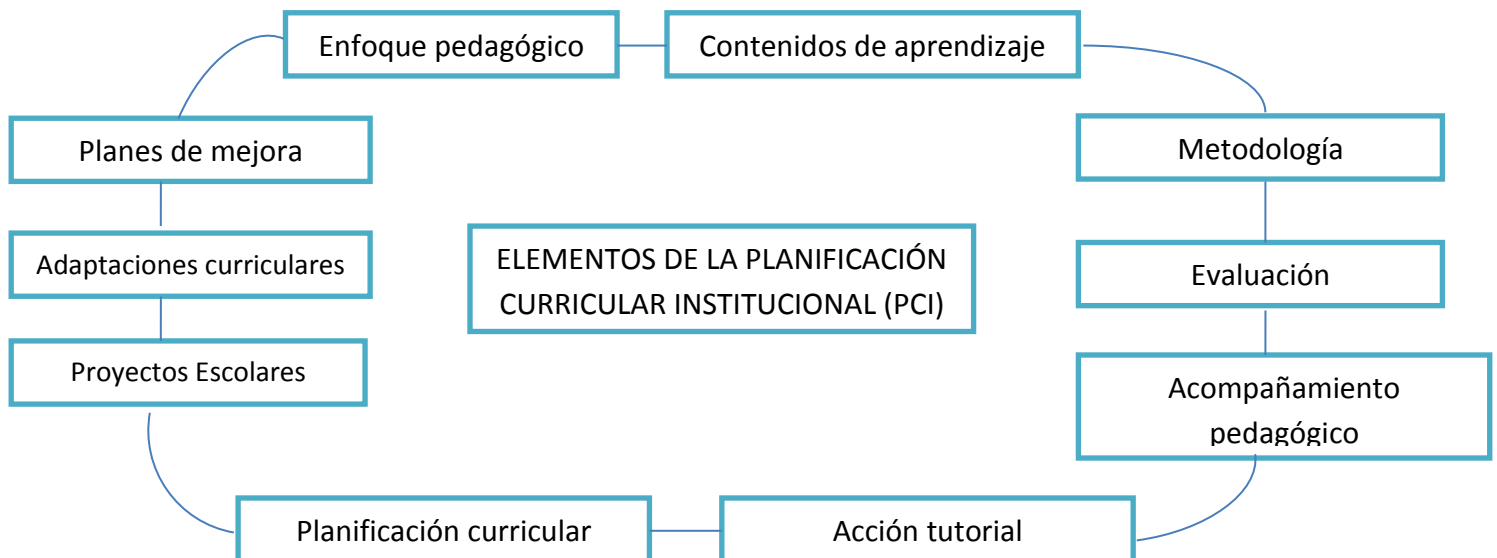 Enfoque pedagógico
Contenidos de aprendizaje
Planes de mejora
Metodología
Adaptaciones curriculares
ELEMENTOS DE LA PLANIFICACIÓN
CURRICULAR INSTITUCIONAL (PCI)
Evaluación
Proyectos Escolares
Acompañamiento
pedagógico
Planificación curricular
Acción tutorial